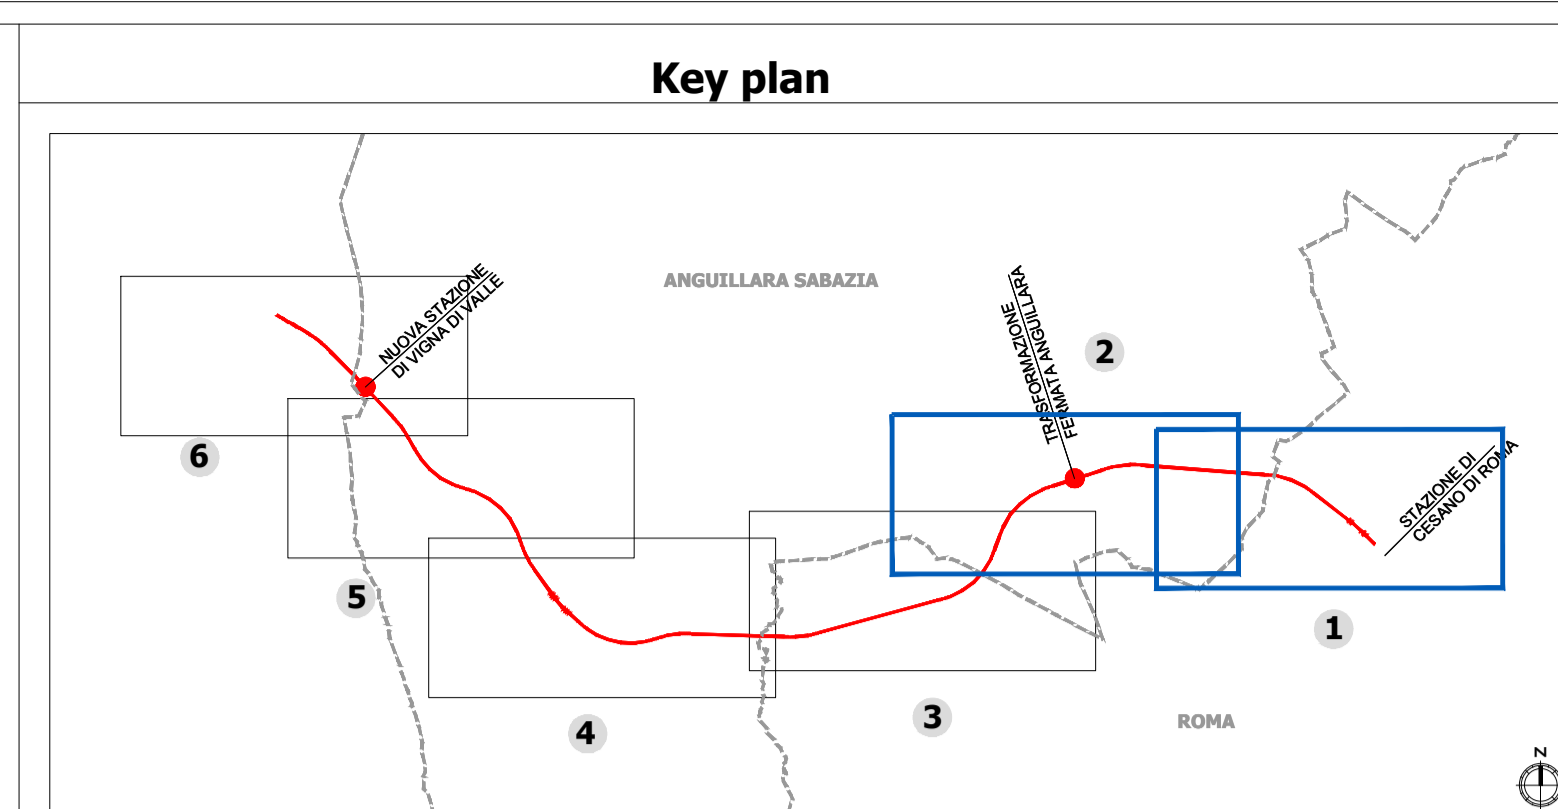 Key plan
ANGUILLARA SABAZIA
NUOVA STAZIONE
DI VIGNA DI VALLE
TRASFORMAZIONE
FERMATA ANGUILLARA
2
6
STAZIONE DI
CESANO DI ROMA
5
1
4
3
ROMA
N